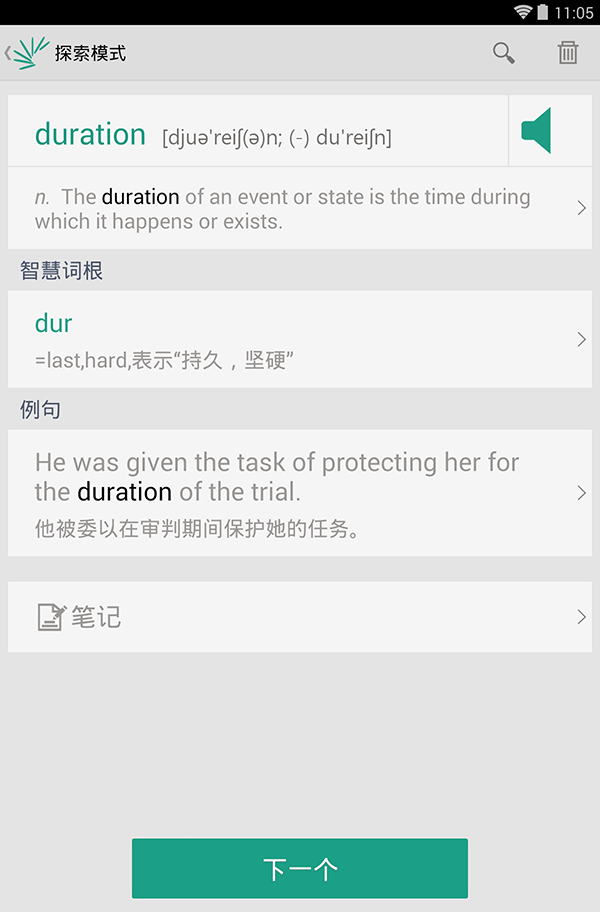 11:05
探索模式
duration [djuə'reiʃ(ə)n; (-) du'reiʃn]
n. The duration of an event or state is the time during
which it happens or exists.
智慧词根
dur
=last,hard,表示“持久，坚硬”
例句
He was given the task of protecting her for
the duration of the trial.
他被委以在审判期间保护她的任务。
笔记
下一个